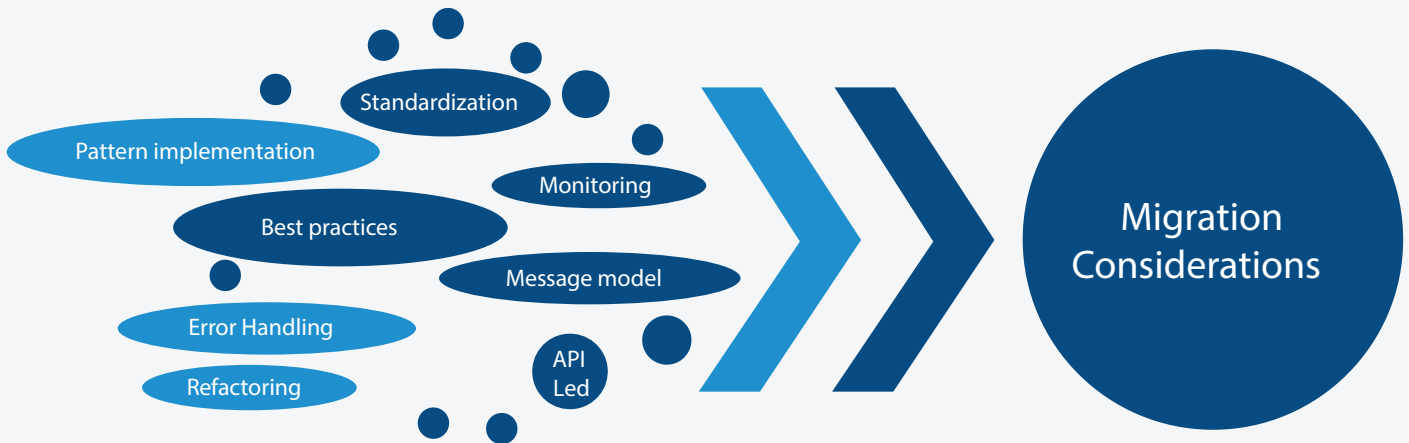 Standardization
Pattern implementation
Monitoring
Best practices
Message model
Error Handling
API
Led
Refactoring
Migration
Considerations